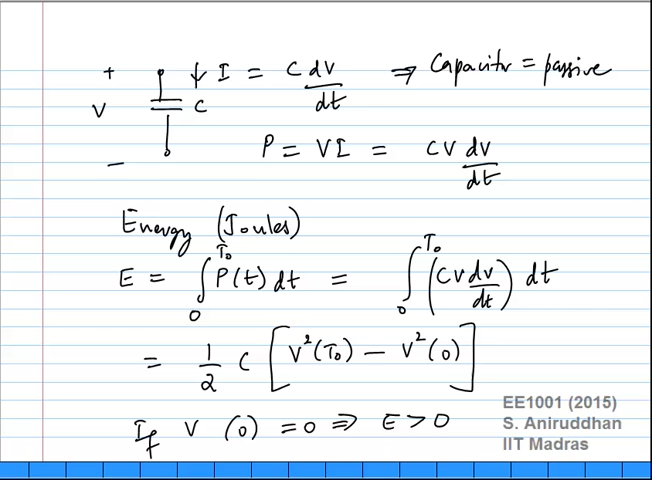 + ↓ I = C dv/dt ⇒ Capacitor = passive
V C
− P = VI = CV dv/dt
Energy (Joules)
E = ∫₀^T₀ P(t) dt = ∫₀^T₀ (CV dv/dt) dt
= 1/2 C [V²(T₀) − V²(0)]
If V (0) = 0 ⇒ E > 0
EE1001 (2015)
S. Aniruddhan
IIT Madras